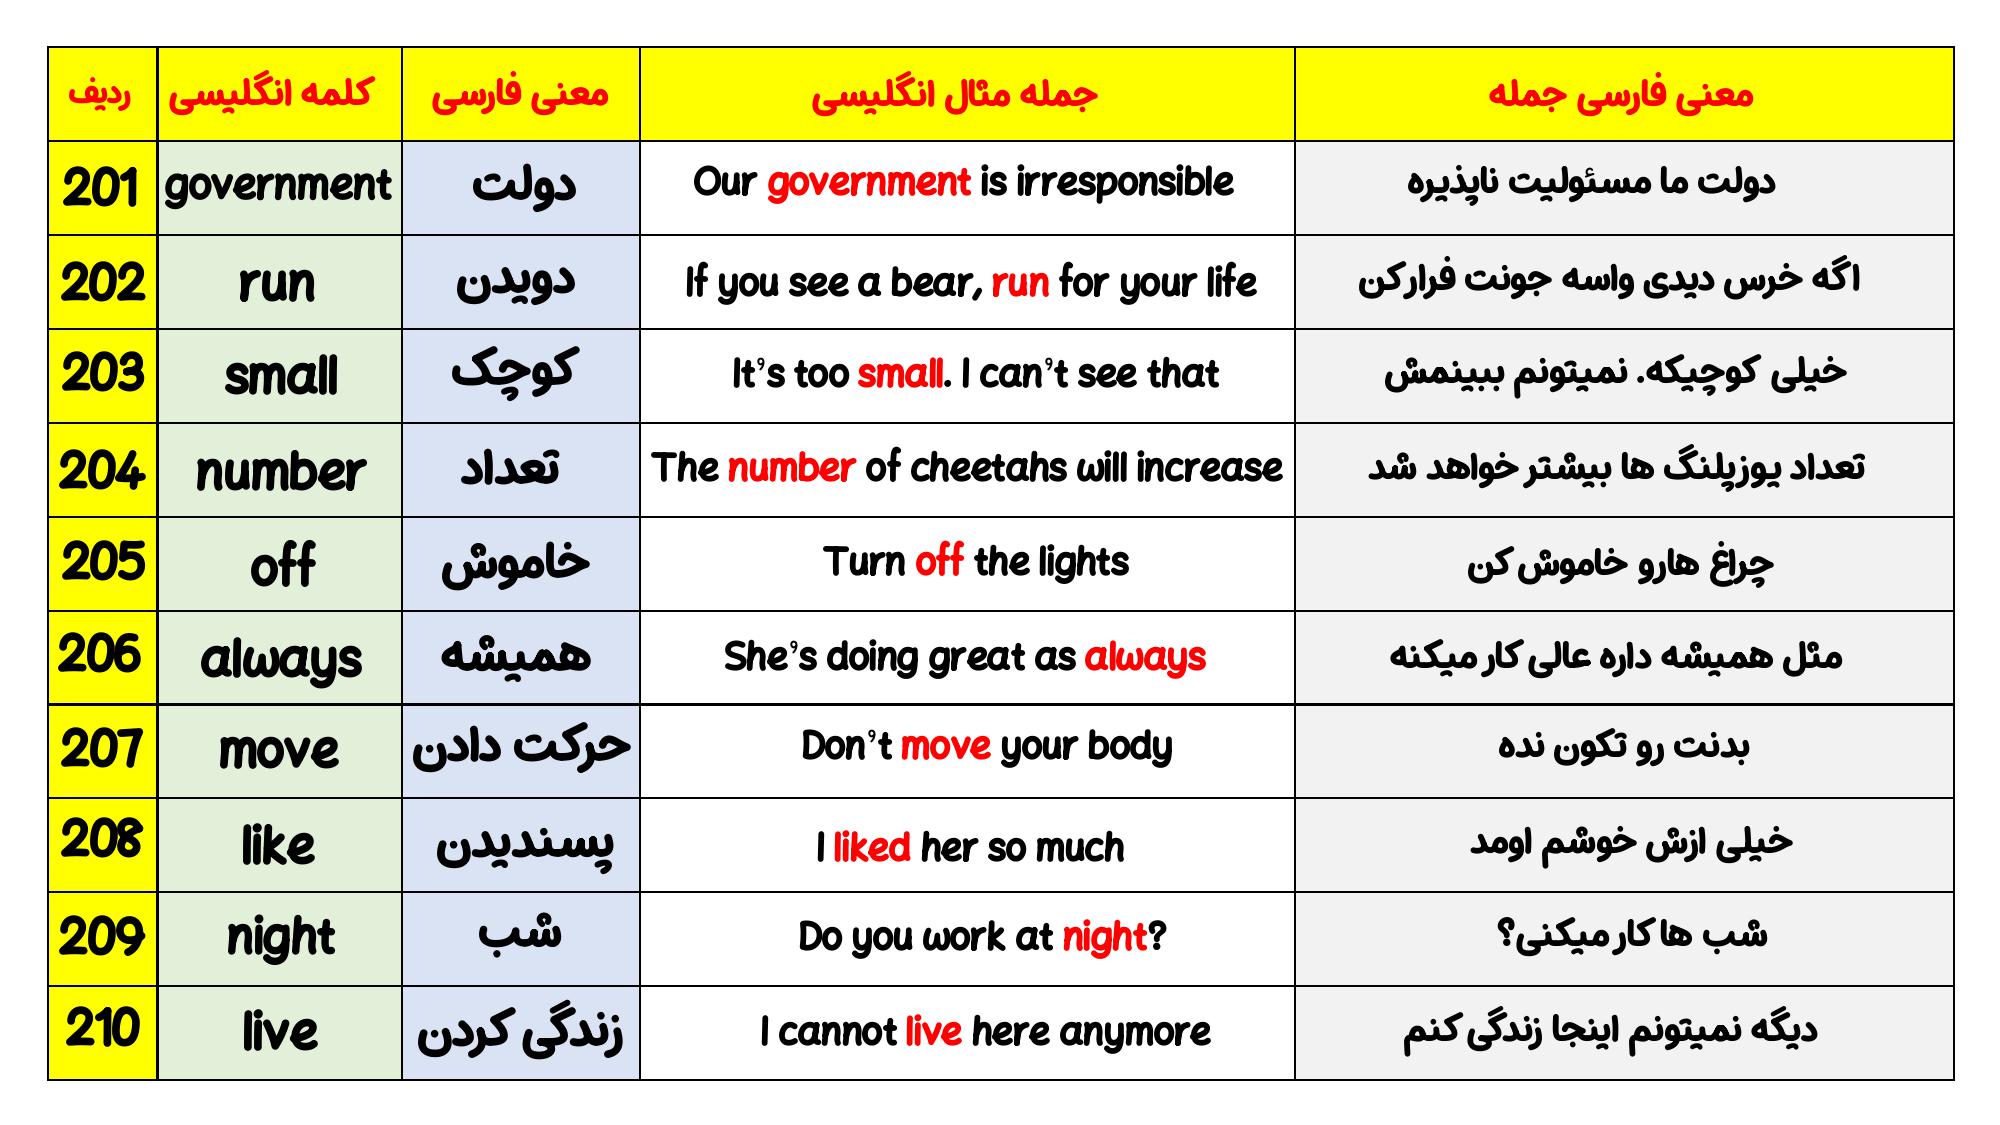 ردیف کلمه انگلیسی معنی فارسی جمله مثال انگلیسی معنی فارسی جمله
201 government دولت Our government is irresponsible دولت ما مسئولیت ناپذیره
202 run دویدن If you see a bear, run for your life اگه خرس دیدی واسه جونت فرار کن
203 small کوچک It's too small. I can't see that خیلی کوچیکه. نمیتونم ببینمش
204 number تعداد The number of cheetahs will increase تعداد یوزپلنگ ها بیشتر خواهد شد
205 off خاموش Turn off the lights چراغ هارو خاموش کن
206 always همیشه She's doing great as always مثل همیشه داره عالی کار میکنه
207 move حرکت دادن Don't move your body بدنت رو تکون نده
208 like پسندیدن I liked her so much خیلی ازش خوشم اومد
209 night شب Do you work at night? شب ها کار میکنی؟
210 live زندگی کردن I cannot live here anymore دیگه نمیتونم اینجا زندگی کنم